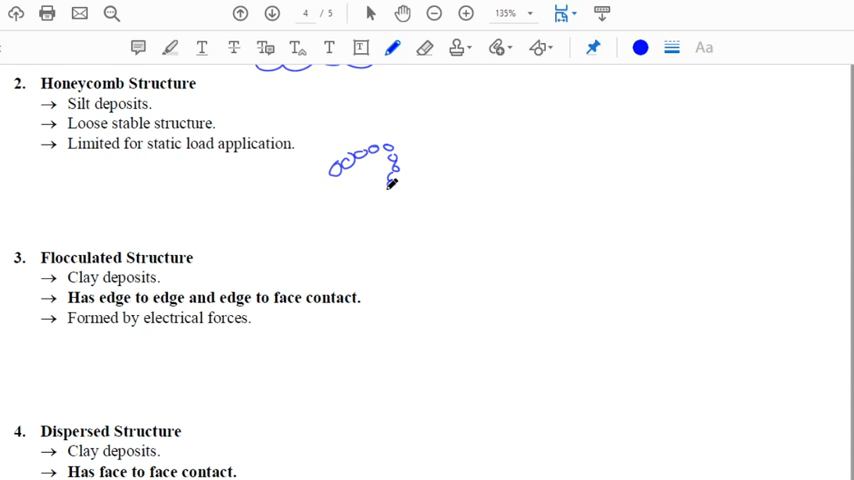 4 / 5
135%
Aa
2. Honeycomb Structure
→ Silt deposits.
→ Loose stable structure.
→ Limited for static load application.
3. Flocculated Structure
→ Clay deposits.
→ Has edge to edge and edge to face contact.
→ Formed by electrical forces.
4. Dispersed Structure
→ Clay deposits.
→ Has face to face contact.